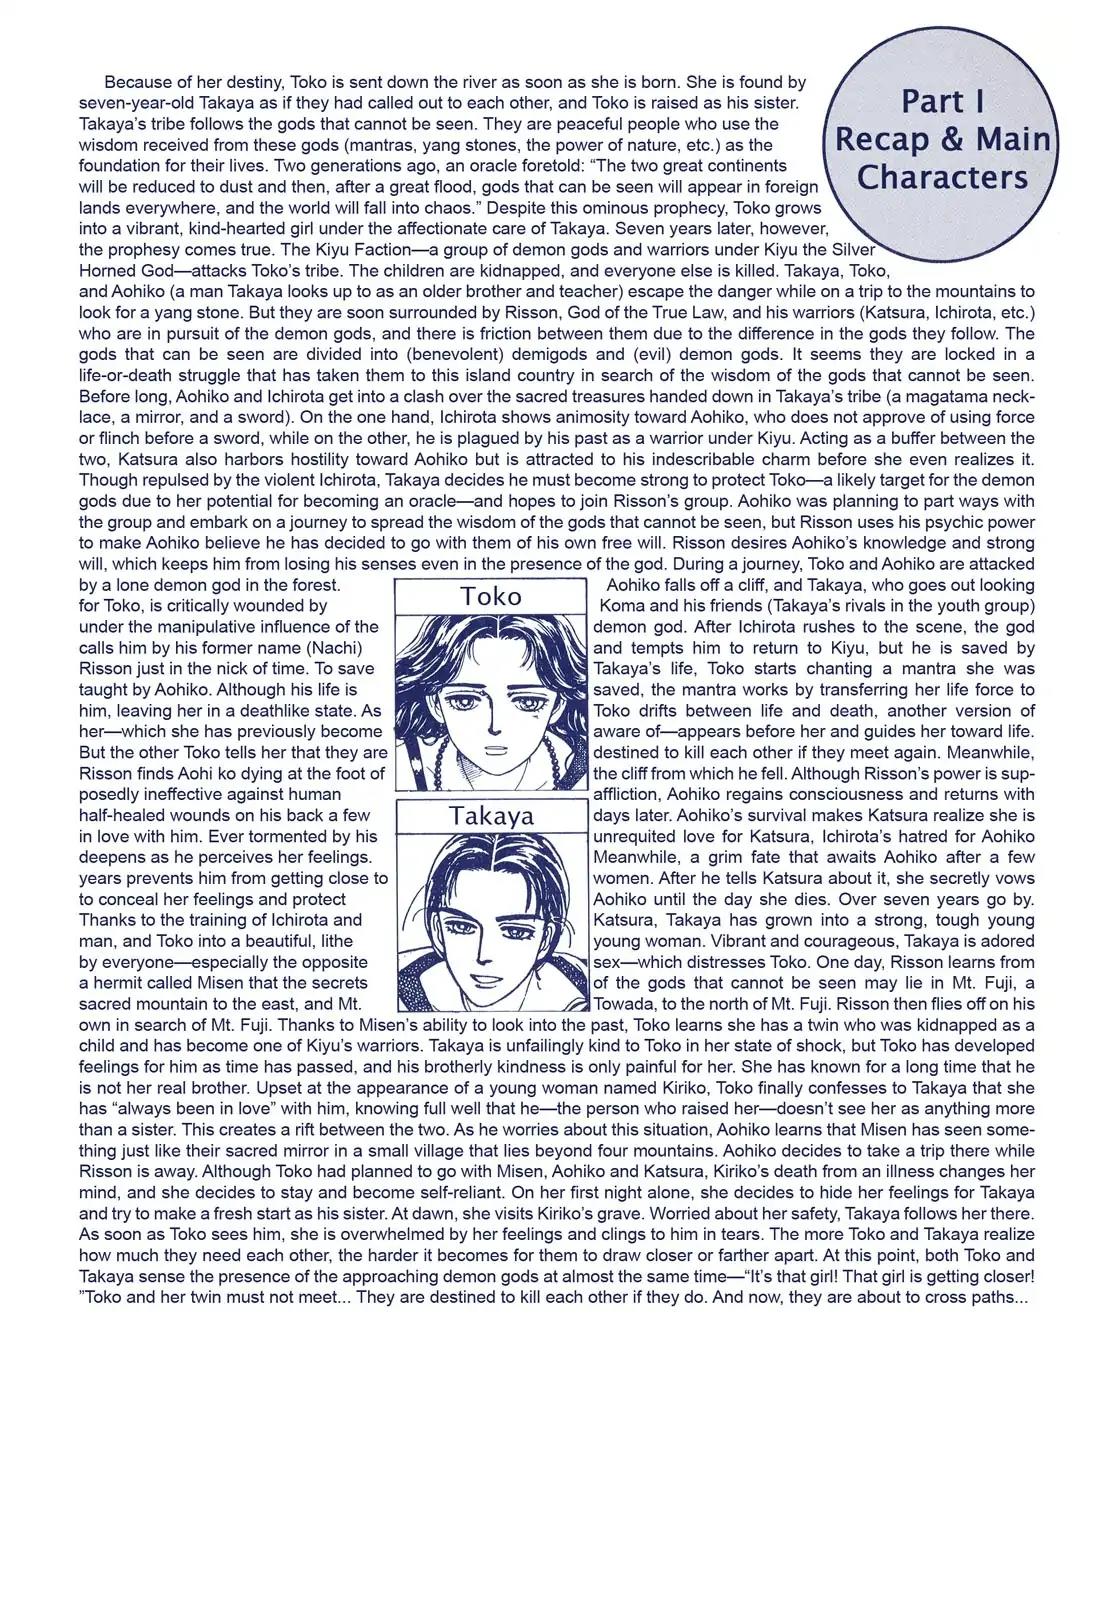 Part I
Recap & Main
Characters
Because of her destiny, Toko is sent down the river as soon as she is born. She is found by
seven-year-old Takaya as if they had called out to each other, and Toko is raised as his sister.
Takaya's tribe follows the gods that cannot be seen. They are peaceful people who use the
wisdom received from these gods (mantras, yang stones, the power of nature, etc.) as the
foundation for their lives. Two generations ago, an oracle foretold: “The two great continents
will be reduced to dust and then, after a great flood, gods that can be seen will appear in foreign
lands everywhere, and the world will fall into chaos.” Despite this ominous prophecy, Toko grows
into a vibrant, kind-hearted girl under the affectionate care of Takaya. Seven years later, however,
the prophesy comes true. The Kiyu Faction—a group of demon gods and warriors under Kiyu the Silver
Horned God—attacks Toko's tribe. The children are kidnapped, and everyone else is killed. Takaya, Toko,
and Aohiko (a man Takaya looks up to as an older brother and teacher) escape the danger while on a trip to the mountains to
look for a yang stone. But they are soon surrounded by Risson, God of the True Law, and his warriors (Katsura, Ichirota, etc.)
who are in pursuit of the demon gods, and there is friction between them due to the difference in the gods they follow. The
gods that can be seen are divided into (benevolent) demigods and (evil) demon gods. It seems they are locked in a
life-or-death struggle that has taken them to this island country in search of the wisdom of the gods that cannot be seen.
Before long, Aohiko and Ichirota get into a clash over the sacred treasures handed down in Takaya's tribe (a magatama neck-
lace, a mirror, and a sword). On the one hand, Ichirota shows animosity toward Aohiko, who does not approve of using force
or flinch before a sword, while on the other, he is plagued by his past as a warrior under Kiyu. Acting as a buffer between the
two, Katsura also harbors hostility toward Aohiko but is attracted to his indescribable charm before she even realizes it.
Though repulsed by the violent Ichirota, Takaya decides he must become strong to protect Toko—a likely target for the demon
gods due to her potential for becoming an oracle—and hopes to join Risson's group. Aohiko was planning to part ways with
the group and embark on a journey to spread the wisdom of the gods that cannot be seen, but Risson uses his psychic power
to make Aohiko believe he has decided to go with them of his own free will. Risson desires Aohiko's knowledge and strong
will, which keeps him from losing his senses even in the presence of the god. During a journey, Toko and Aohiko are attacked
by a lone demon god in the forest. Aohiko falls off a cliff, and Takaya, who goes out looking
for Toko, is critically wounded by Koma and his friends (Takaya's rivals in the youth group)
under the manipulative influence of the demon god. After Ichirota rushes to the scene, the god
calls him by his former name (Nachi) and tempts him to return to Kiyu, but he is saved by
Risson just in the nick of time. To save Takaya's life, Toko starts chanting a mantra she was
taught by Aohiko. Although his life is saved, the mantra works by transferring her life force to
him, leaving her in a deathlike state. As Toko drifts between life and death, another version of
her—which she has previously become aware of—appears before her and guides her toward life.
But the other Toko tells her that they are destined to kill each other if they meet again. Meanwhile,
Risson finds Aohi ko dying at the foot of the cliff from which he fell. Although Risson's power is sup-
posedly ineffective against human affliction, Aohiko regains consciousness and returns with
half-healed wounds on his back a few days later. Aohiko's survival makes Katsura realize she is
in love with him. Ever tormented by his unrequited love for Katsura, Ichirota's hatred for Aohiko
deepens as he perceives her feelings. Meanwhile, a grim fate that awaits Aohiko after a few
years prevents him from getting close to women. After he tells Katsura about it, she secretly vows
to conceal her feelings and protect Aohiko until the day she dies. Over seven years go by.
Thanks to the training of Ichirota and Katsura, Takaya has grown into a strong, tough young
man, and Toko into a beautiful, lithe young woman. Vibrant and courageous, Takaya is adored
by everyone—especially the opposite sex—which distresses Toko. One day, Risson learns from
a hermit called Misen that the secrets of the gods that cannot be seen may lie in Mt. Fuji, a
sacred mountain to the east, and Mt. Towada, to the north of Mt. Fuji. Risson then flies off on his
Toko
Takaya
own in search of Mt. Fuji. Thanks to Misen's ability to look into the past, Toko learns she has a twin who was kidnapped as a
child and has become one of Kiyu's warriors. Takaya is unfailingly kind to Toko in her state of shock, but Toko has developed
feelings for him as time has passed, and his brotherly kindness is only painful for her. She has known for a long time that he
is not her real brother. Upset at the appearance of a young woman named Kiriko, Toko finally confesses to Takaya that she
has “always been in love” with him, knowing full well that he—the person who raised her—doesn't see her as anything more
than a sister. This creates a rift between the two. As he worries about this situation, Aohiko learns that Misen has seen some-
thing just like their sacred mirror in a small village that lies beyond four mountains. Aohiko decides to take a trip there while
Risson is away. Although Toko had planned to go with Misen, Aohiko and Katsura, Kiriko's death from an illness changes her
mind, and she decides to stay and become self-reliant. On her first night alone, she decides to hide her feelings for Takaya
and try to make a fresh start as his sister. At dawn, she visits Kiriko's grave. Worried about her safety, Takaya follows her there.
As soon as Toko sees him, she is overwhelmed by her feelings and clings to him in tears. The more Toko and Takaya realize
how much they need each other, the harder it becomes for them to draw closer or farther apart. At this point, both Toko and
Takaya sense the presence of the approaching demon gods at almost the same time—“It's that girl! That girl is getting closer!
”Toko and her twin must not meet... They are destined to kill each other if they do. And now, they are about to cross paths...